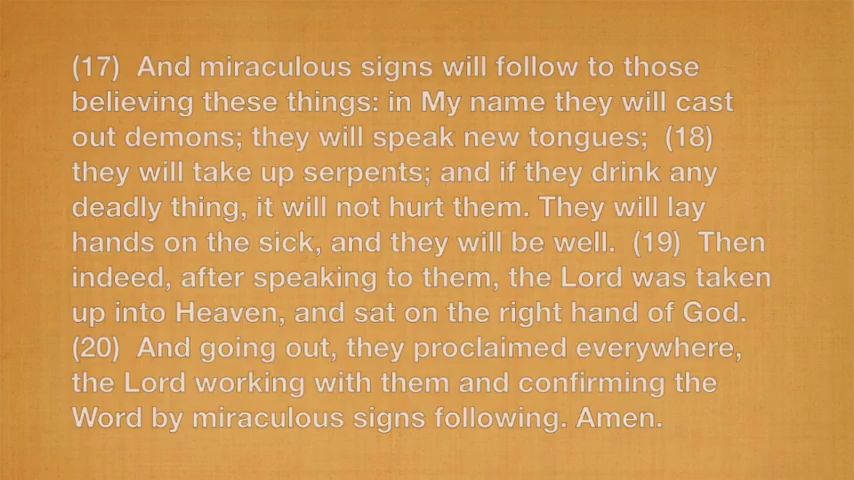 (17)  And miraculous signs will follow to those
believing these things: in My name they will cast
out demons; they will speak new tongues;  (18)
they will take up serpents; and if they drink any
deadly thing, it will not hurt them. They will lay
hands on the sick, and they will be well.  (19)  Then
indeed, after speaking to them, the Lord was taken
up into Heaven, and sat on the right hand of God.
(20)  And going out, they proclaimed everywhere,
the Lord working with them and confirming the
Word by miraculous signs following. Amen.